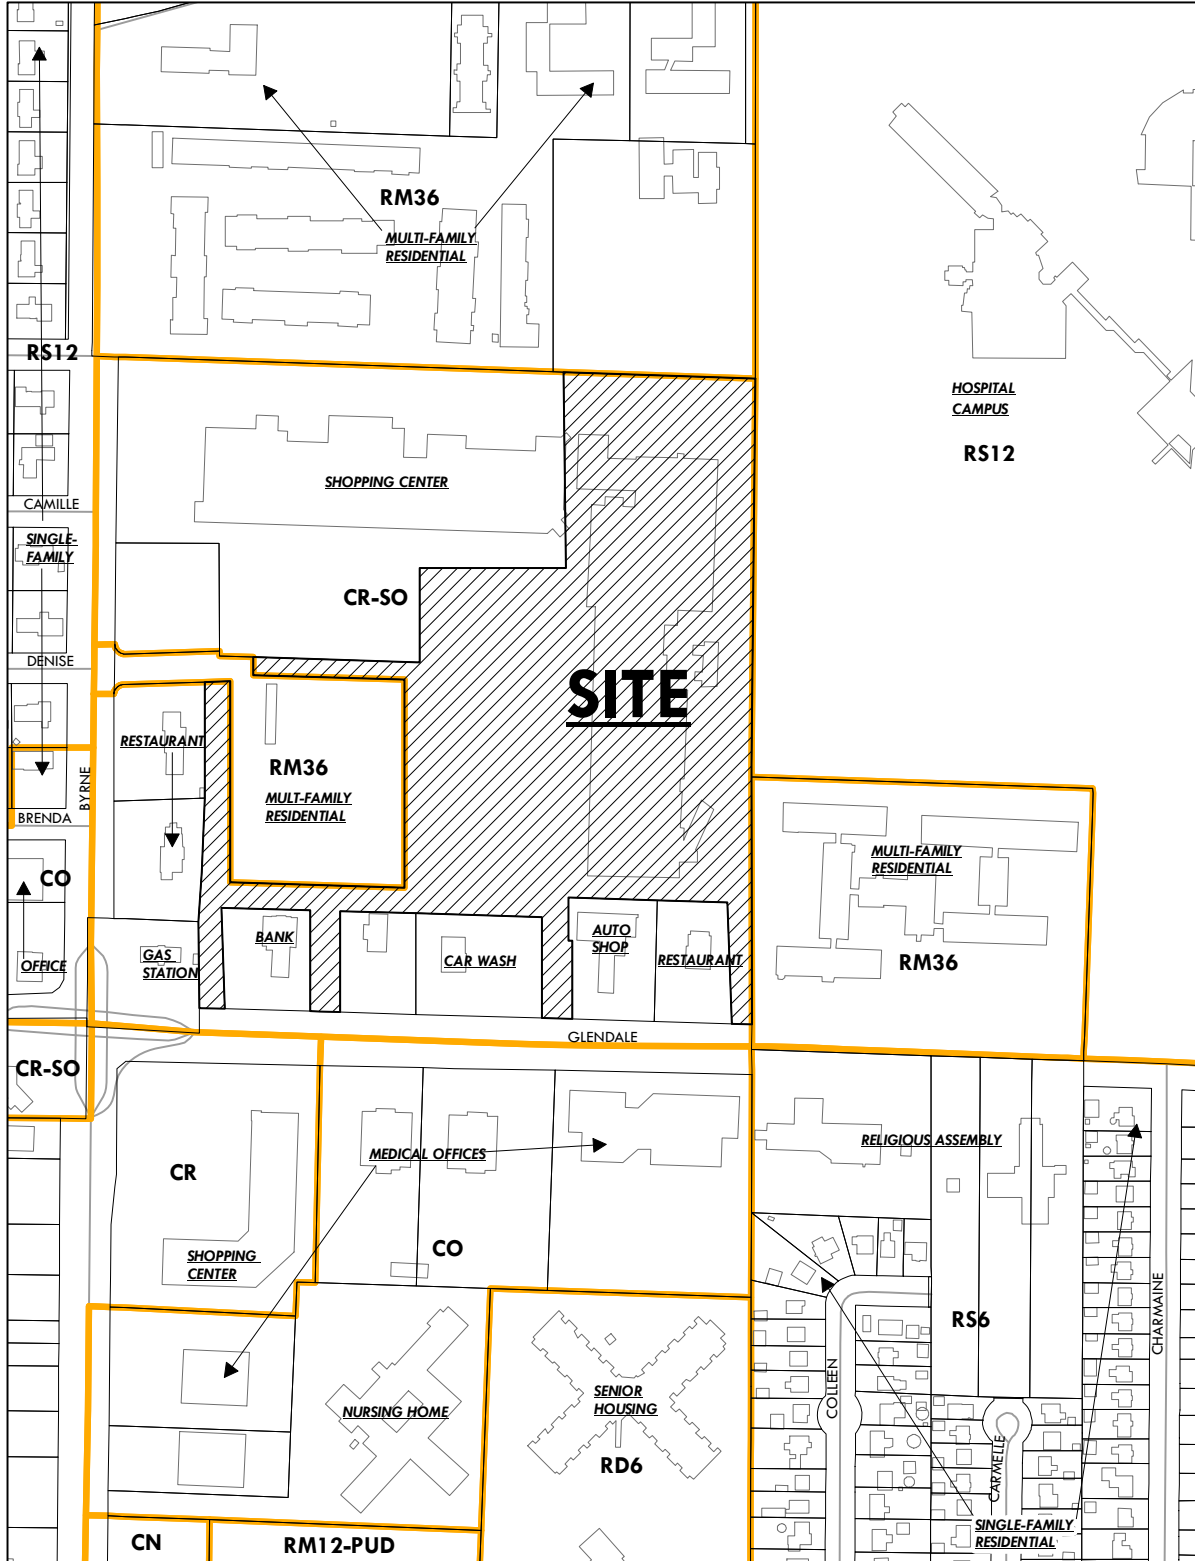 RM36
MULTI-FAMILY
RESIDENTIAL
RS12
HOSPITAL
CAMPUS
RS12
SHOPPING CENTER
CAMILLE
SINGLE-
FAMILY
CR-SO
DENISE
SITE
RESTAURANT
RM36
MULT-FAMILY
RESIDENTIAL
BYRNE
BRENDA
MULTI-FAMILY
RESIDENTIAL
CO
BANK
AUTO
SHOP
OFFICE
GAS
STATION
CAR WASH
RESTAURANT
RM36
GLENDALE
CR-SO
MEDICAL OFFICES
RELIGIOUS ASSEMBLY
CR
SHOPPING
CENTER
CO
RS6
CHARMAINE
COLLEEN
NURSING HOME
SENIOR
HOUSING
RD6
CARMELLE
SINGLE-FAMILY
RESIDENTIAL
CN
RM12-PUD